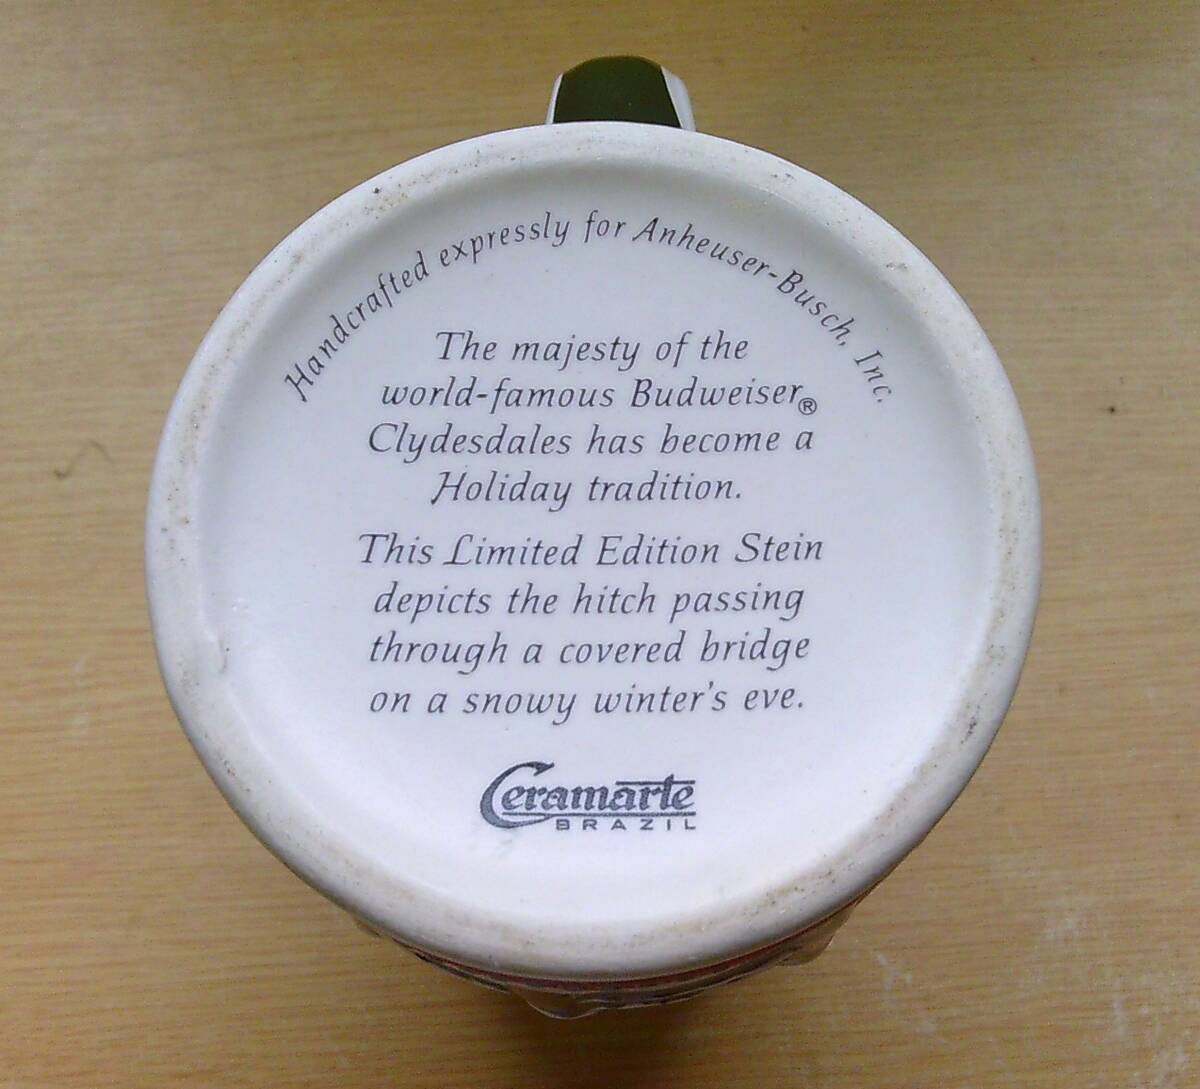 Handcrafted expressly for Anheuser-Busch, Inc.
The majesty of the
world-famous Budweiser®
Clydesdales has become a
Holiday tradition.
This Limited Edition Stein
depicts the hitch passing
through a covered bridge
on a snowy winter's eve.
Ceramarte
BRAZIL